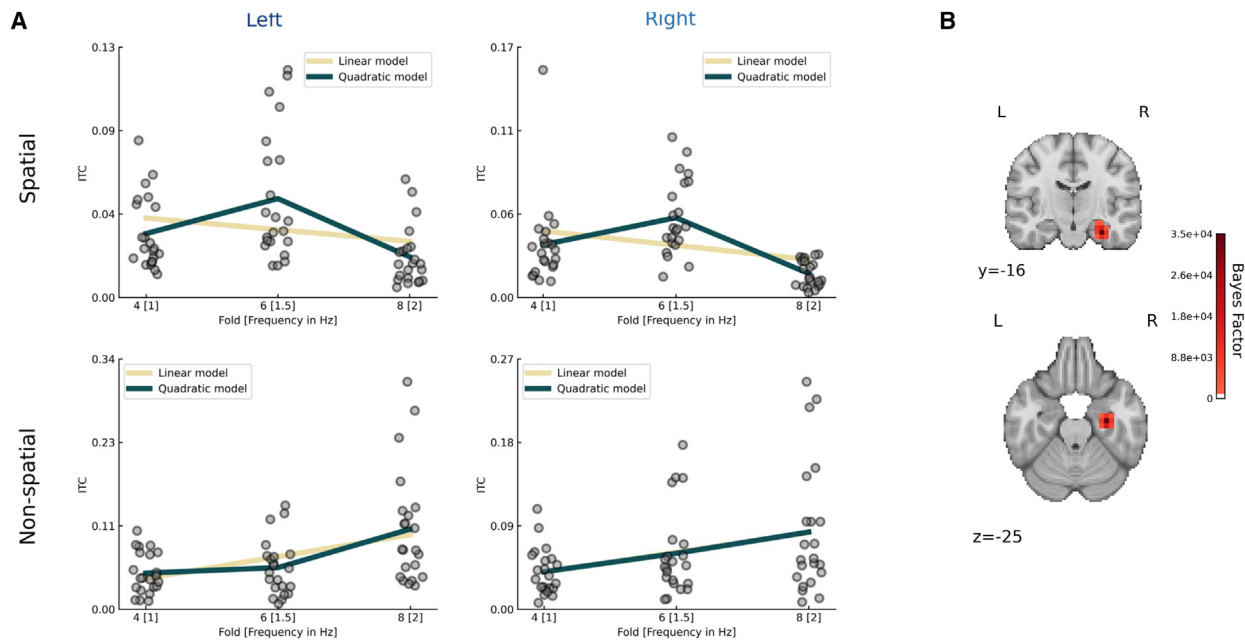 A
Left
Right
B
Spatial
0.13
0.09
0.04
0.00
ITC
Linear model
Quadratic model
4 [1]
6 [1.5]
8 [2]
Fold [Frequency in Hz]
0.17
0.11
0.06
0.00
ITC
Linear model
Quadratic model
4 [1]
6 [1.5]
8 [2]
Fold [Frequency in Hz]
Non-spatial
0.34
0.23
0.11
0.00
ITC
Linear model
Quadratic model
4 [1]
6 [1.5]
8 [2]
Fold [Frequency in Hz]
0.27
0.18
0.09
0.00
ITC
Linear model
Quadratic model
4 [1]
6 [1.5]
8 [2]
Fold [Frequency in Hz]
L
R
y=-16
L
R
z=-25
3.5e+04
2.6e+04
1.8e+04
8.8e+03
0
Bayes Factor